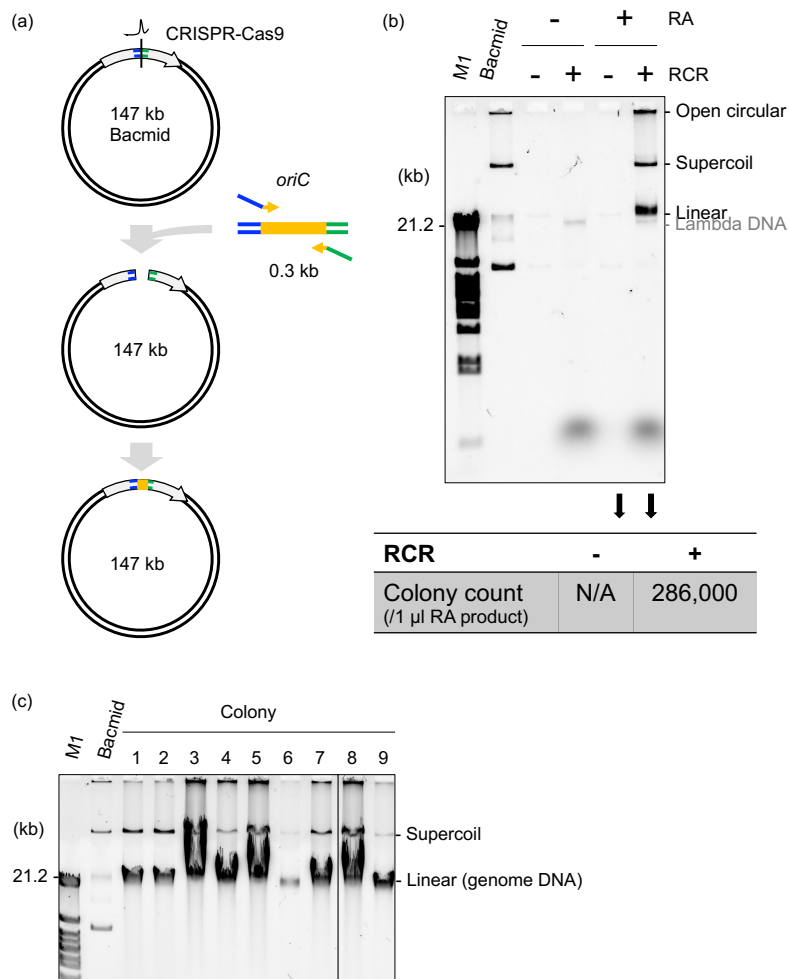 (a)
CRISPR-Cas9
147 kb
Bacmid
oriC
0.3 kb
147 kb
147 kb
(b)
- + RA
M1 Bacmid - + - + RCR
Open circular
Supcoil
(kb)
Linear
21.2
Lambda DNA
RCR - +
Colony count N/A 286,000
(/1 µl RA product)
(c)
Colony
M1 Bacmid 1 2 3 4 5 6 7 8 9
(kb)
Supercoil
21.2
Linear (genome DNA)